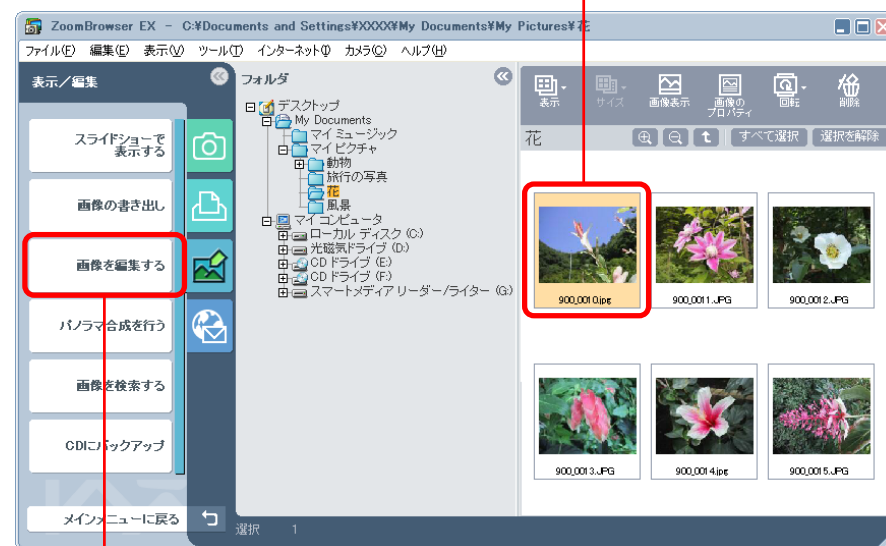 ZoomBrowser EX - C:¥Documents and Settings¥XXXX¥My Documents¥My Pictures¥花
ファイル(F) 編集(E) 表示(V) ツール(T) インターネット(I) カメラ(C) ヘルプ(H)
表示／編集
スライドショーで
表示する
画像の書き出し
画像を編集する
パノラマ合成を行う
画像を検索する
CDにバックアップ
メインメニューに戻る
フォルダ
デスクトップ
My Documents
マイ ミュージック
マイ ピクチャ
動物
旅行の写真
花
風景
マイ コンピュータ
ローカル ディスク (C:)
光磁気ドライブ (D:)
CD ドライブ (E:)
CD ドライブ (F:)
スマートメディア リーダー/ライター (G:)
選択 1
表示
サイズ
画像表示
画像の
プロパティ
回転
削除
花
すべて選択
選択を解除
900_0010.jpg
900_0011.JPG
900_0012.JPG
900_0013.JPG
900_0014.jpg
900_0015.JPG